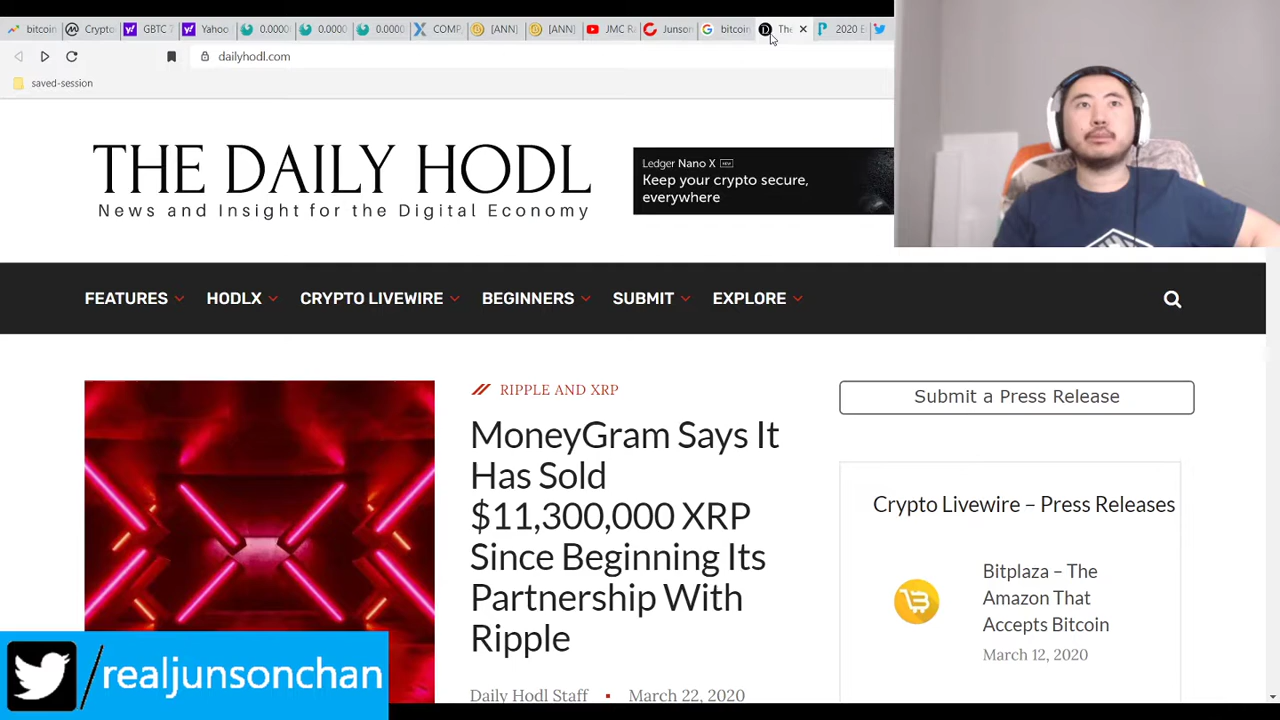 bitcoin
Crypto
GBTC
Yahoo
0.0000
0.0000
0.0000
COMP
[ANN]
[ANN]
JMC R
Junson
bitcoin
The
2020 E
dailyhodl.com
saved-session
THE DAILY HODL
News and Insight for the Digital Economy
Ledger Nano X NEW
Keep your crypto secure,
everywhere
FEATURES
HODLX
CRYPTO LIVEWIRE
BEGINNERS
SUBMIT
EXPLORE
RIPPLE AND XRP
MoneyGram Says It
Has Sold
$11,300,000 XRP
Since Beginning Its
Partnership With
Ripple
Daily Hodl Staff ▪ March 22, 2020
Submit a Press Release
Crypto Livewire – Press Releases
Bitplaza – The
Amazon That
Accepts Bitcoin
March 12, 2020
/realjunsonchan